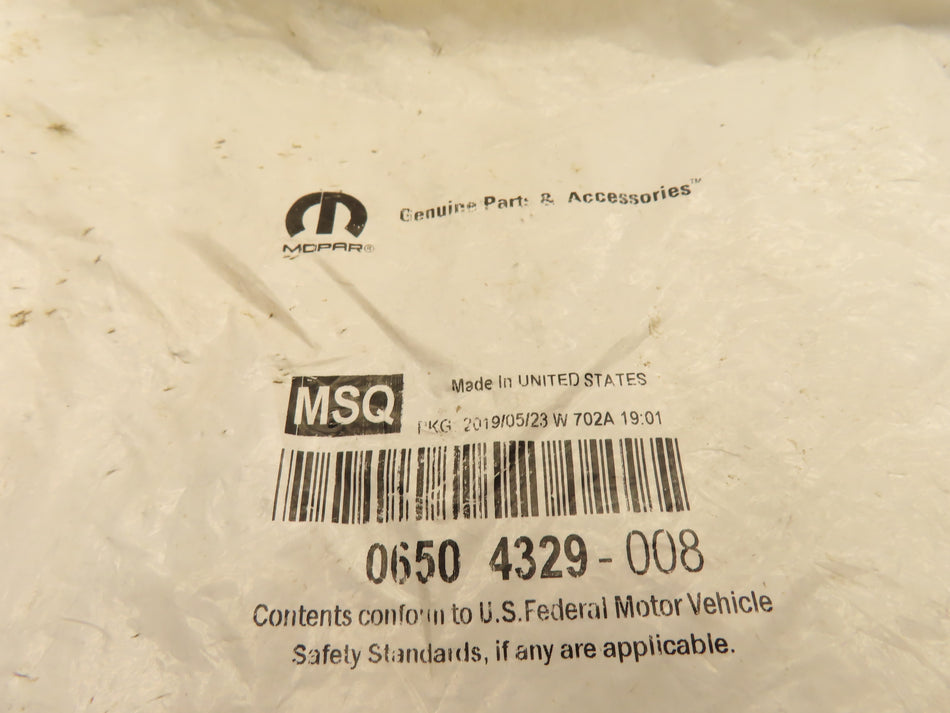 MOPAR®
Genuine Parts & Accessories™
MSQ
Made In UNITED STATES
PKG 2019/05/23 W 702A 19:01
0650 4329-008
Contents conform to U.S. Federal Motor Vehicle
Safety Standards, if any are applicable.